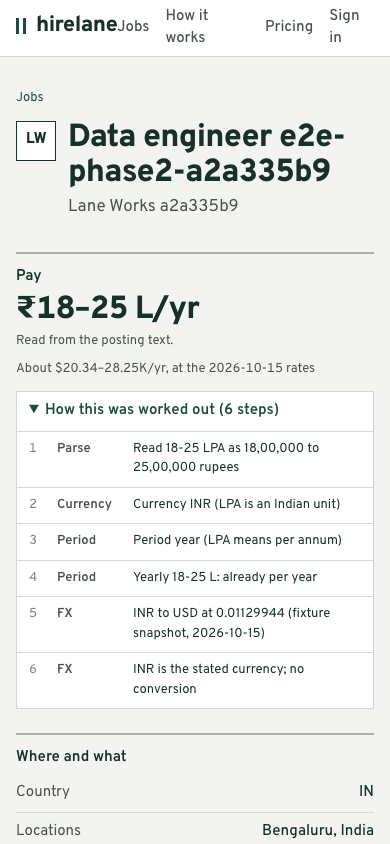 hirelane
Jobs
How it works
Pricing
Sign in
Jobs
LW
Data engineer e2e-
phase2-a2a335b9
Lane Works a2a335b9
Pay
₹18–25 L/yr
Read from the posting text.
About $20.34–28.25K/yr, at the 2026-10-15 rates
▼ How this was worked out (6 steps)
1 Parse Read 18-25 LPA as 18,00,000 to
25,00,000 rupees
2 Currency Currency INR (LPA is an Indian unit)
3 Period Period year (LPA means per annum)
4 Period Yearly 18-25 L: already per year
5 FX INR to USD at 0.01129944 (fixture
snapshot, 2026-10-15)
6 FX INR is the stated currency; no
conversion
Where and what
Country IN
Locations Bengaluru, India